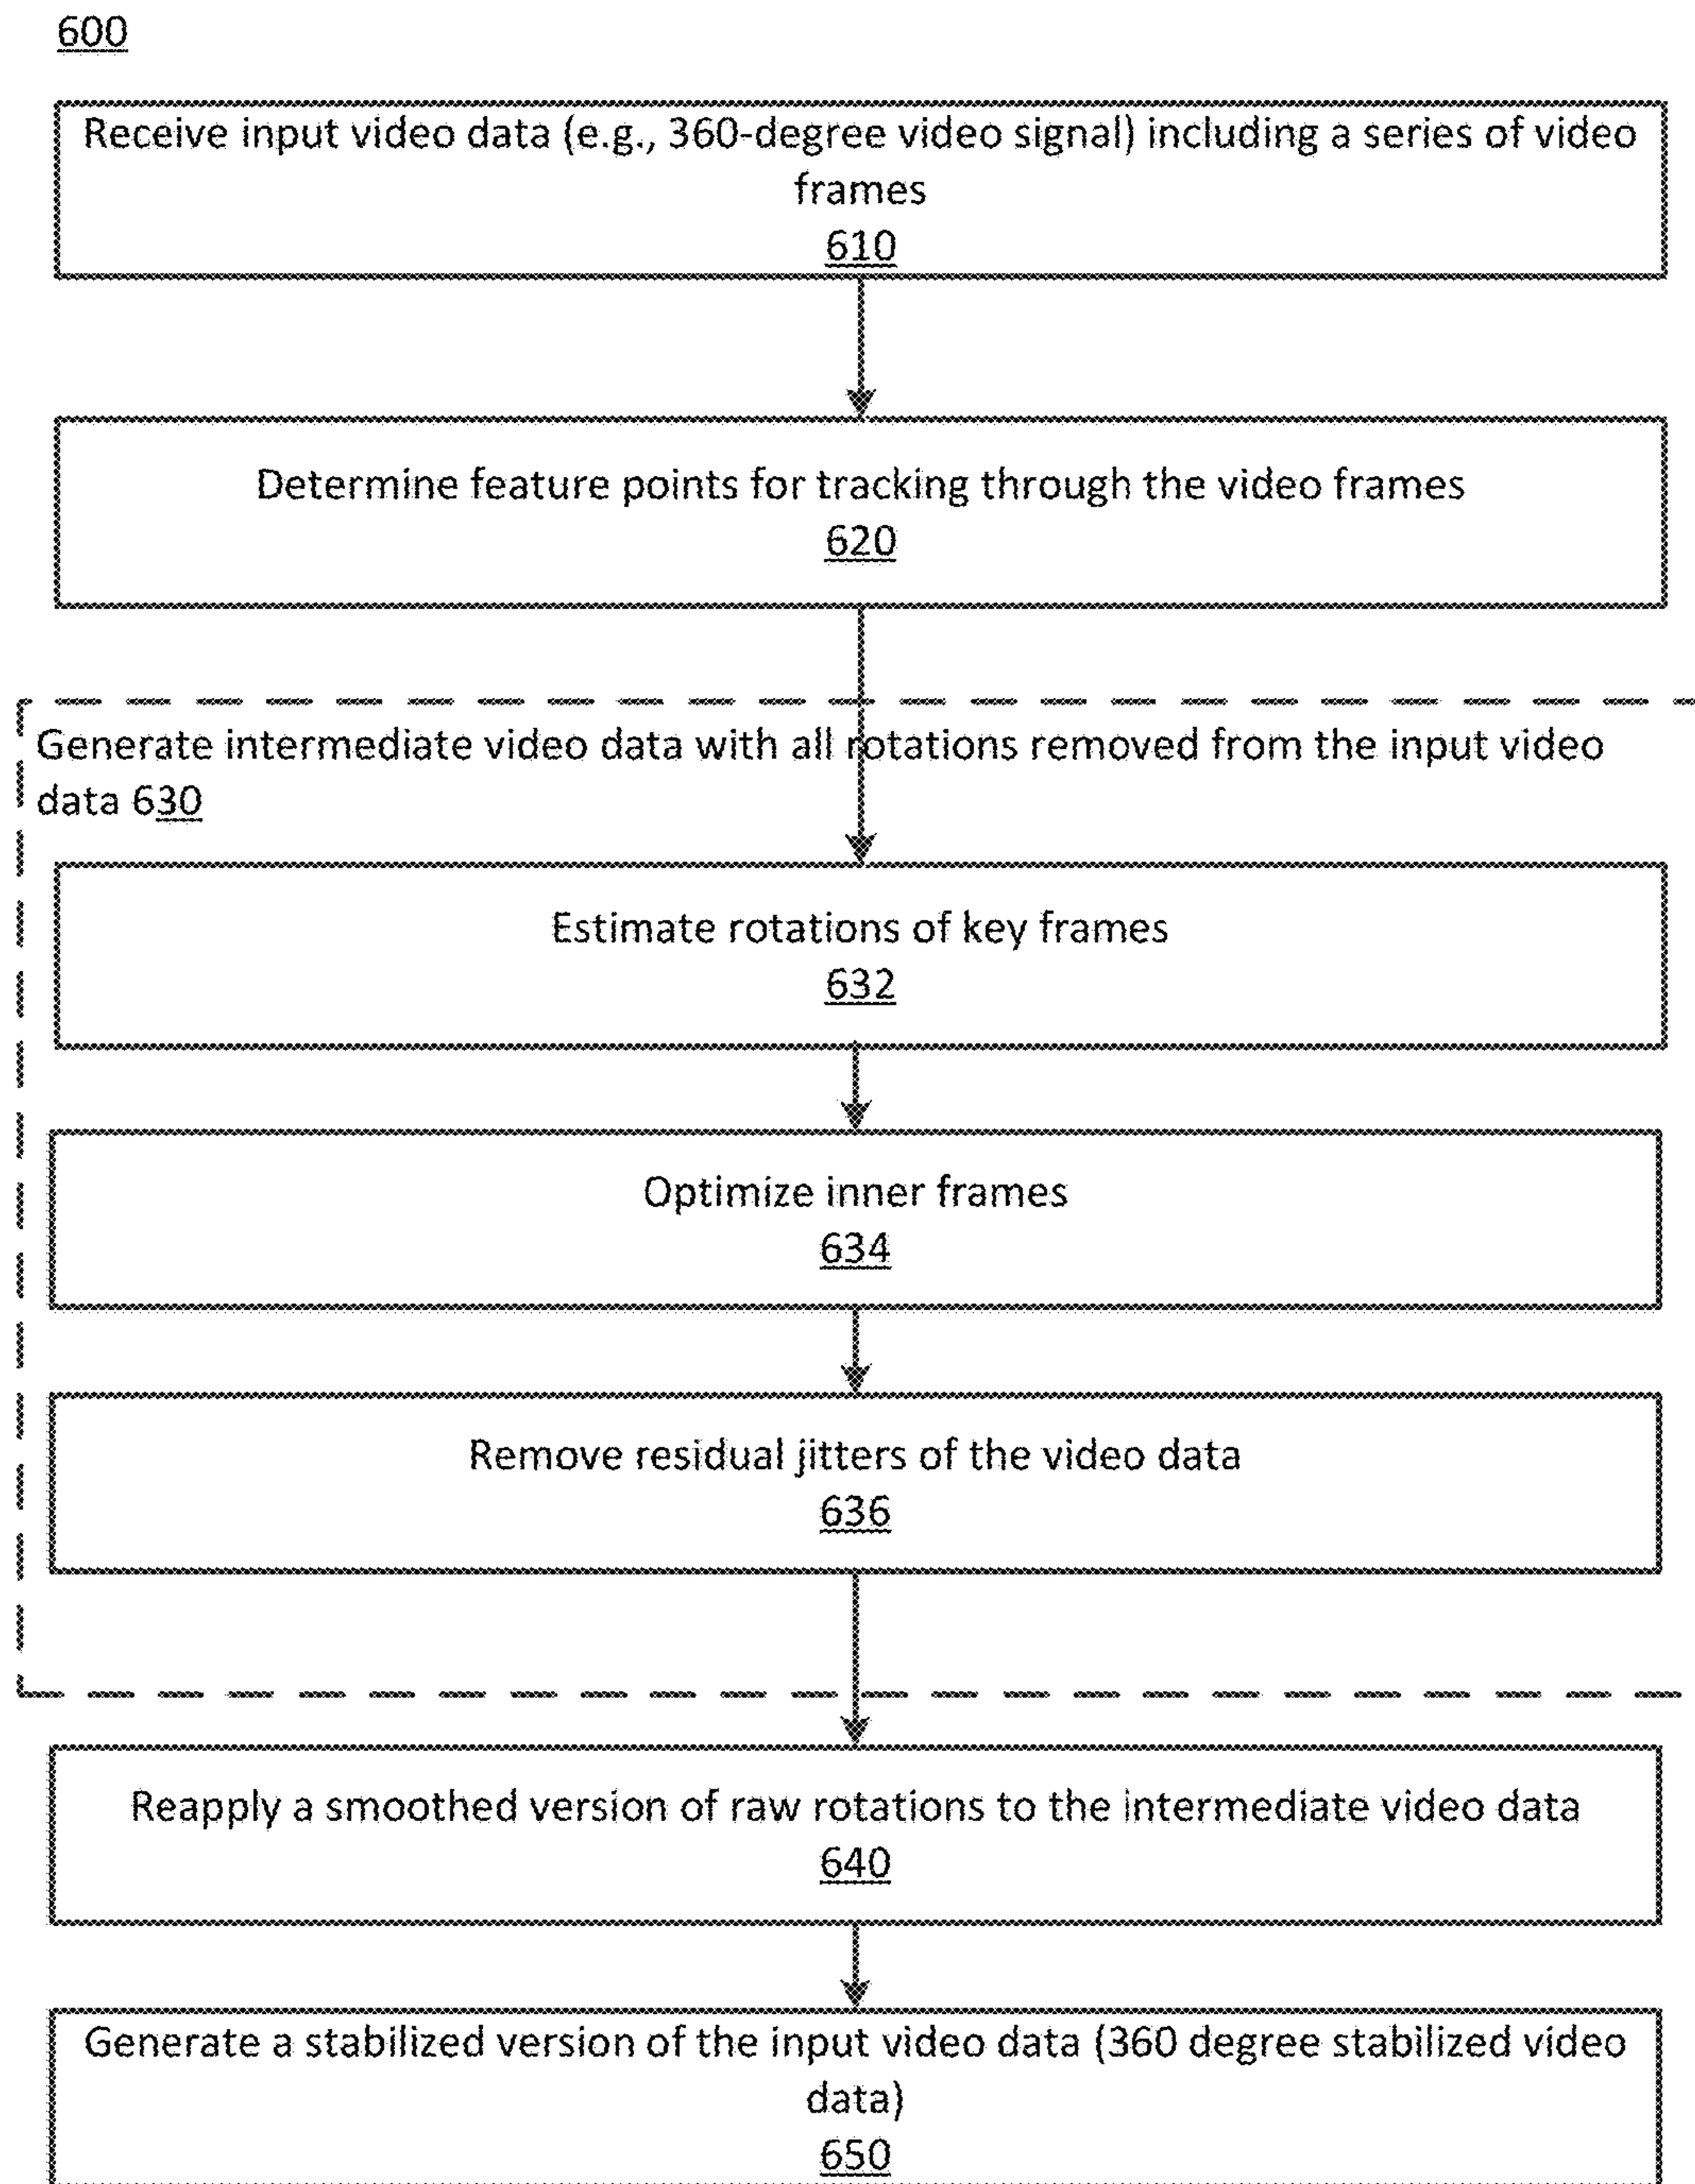 600
Receive input video data (e.g., 360-degree video signal) including a series of video
frames
610
Determine feature points for tracking through the video frames
620
Generate intermediate video data with all rotations removed from the input video
data 630
Estimate rotations of key frames
632
Optimize inner frames
634
Remove residual jitters of the video data
636
Reapply a smoothed version of raw rotations to the intermediate video data
640
Generate a stabilized version of the input video data (360 degree stabilized video
data)
650